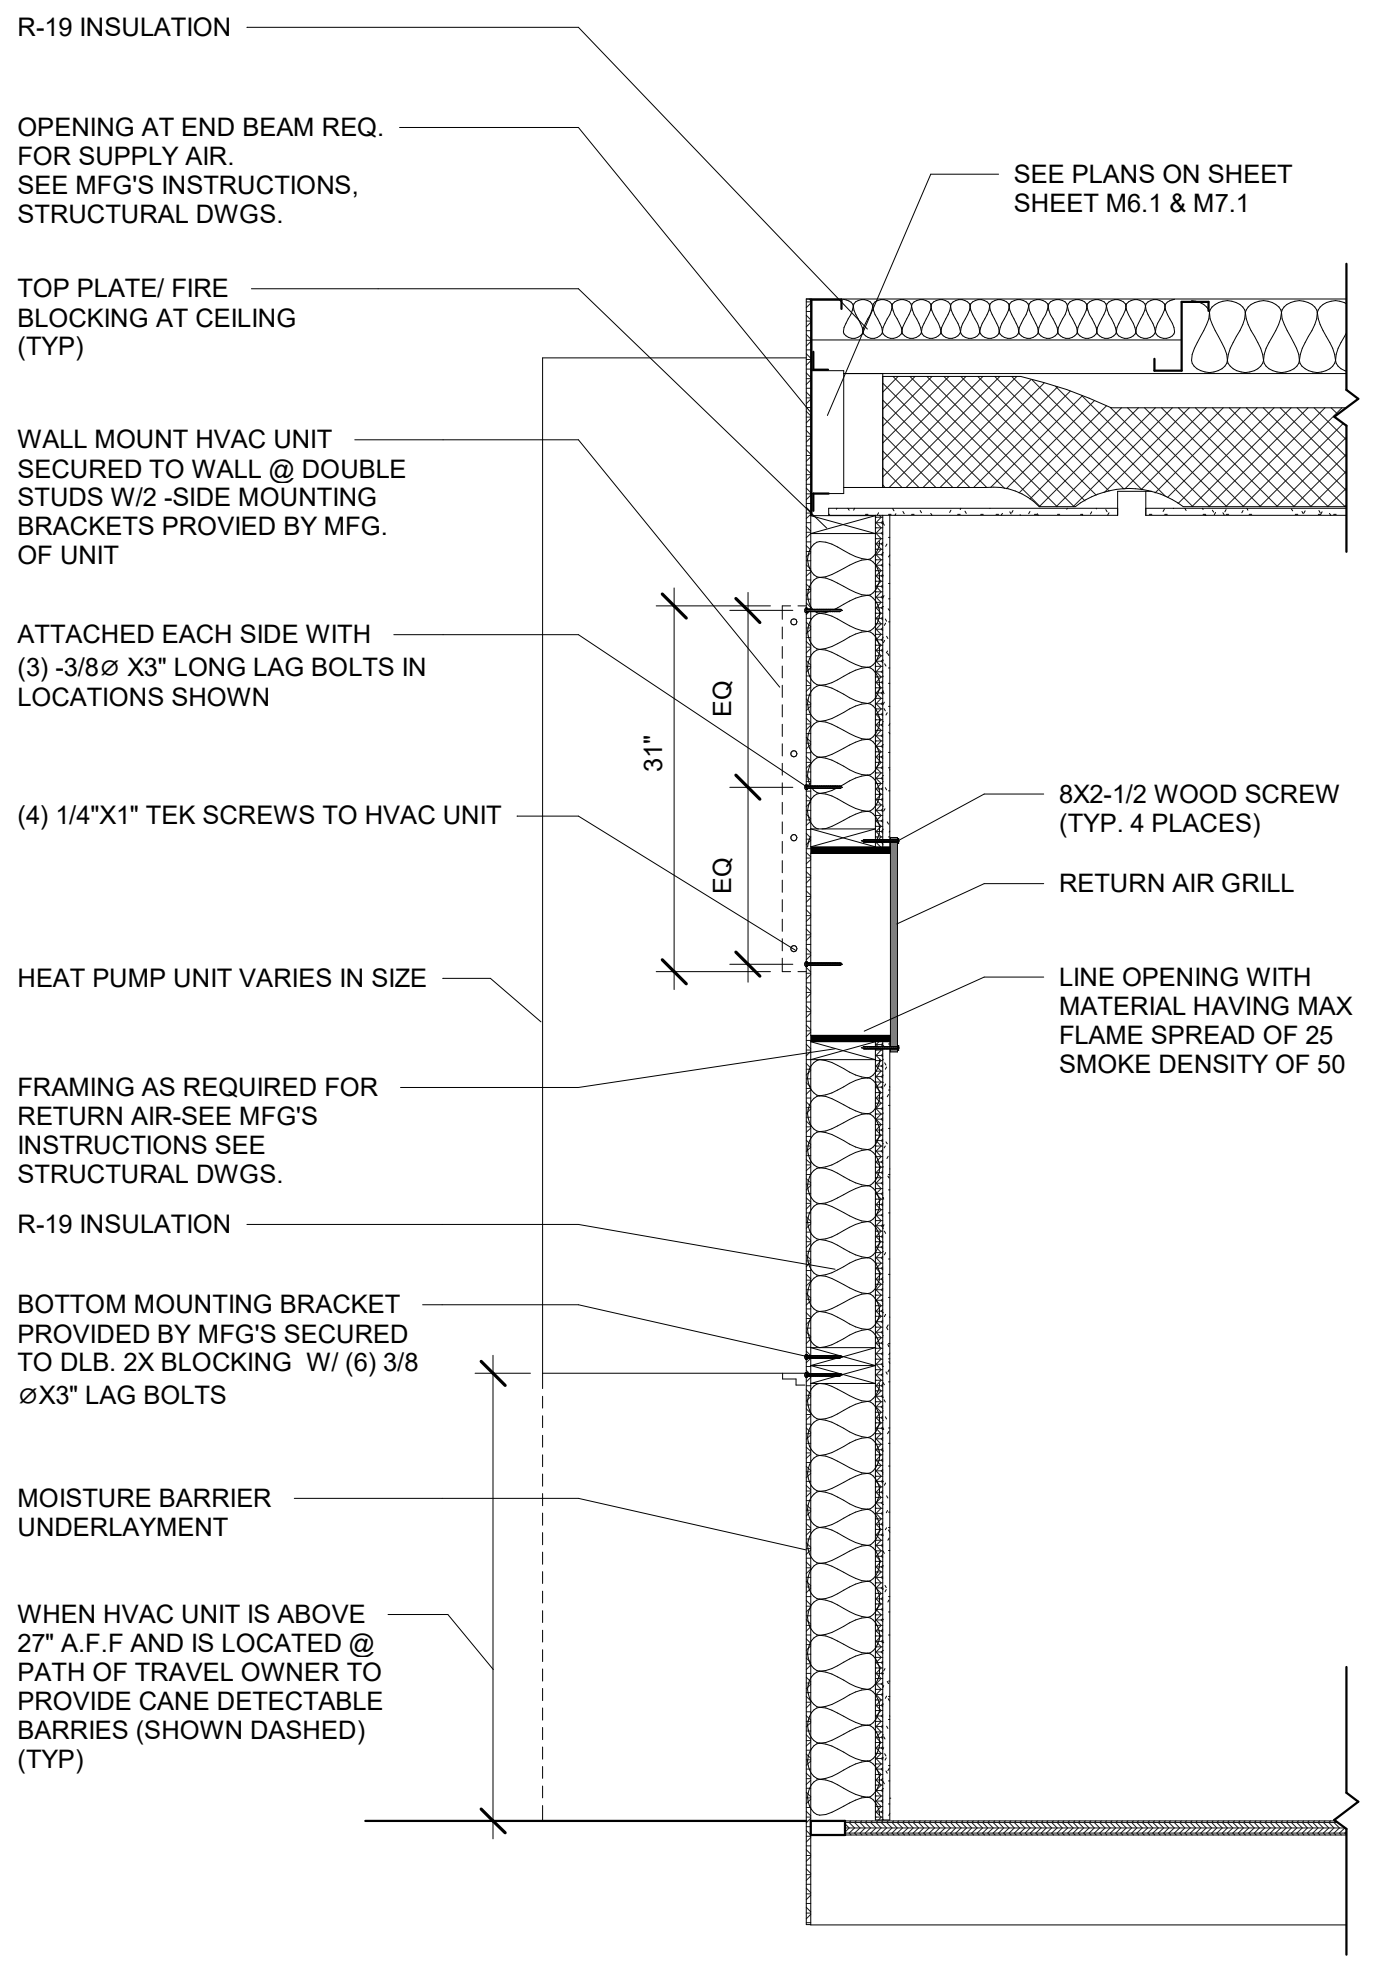 R-19 INSULATION
OPENING AT END BEAM REQ.
FOR SUPPLY AIR.
SEE MFG'S INSTRUCTIONS,
STRUCTURAL DWGS.
SEE PLANS ON SHEET
SHEET M6.1 & M7.1
TOP PLATE/ FIRE
BLOCKING AT CEILING
(TYP)
WALL MOUNT HVAC UNIT
SECURED TO WALL @ DOUBLE
STUDS W/2 -SIDE MOUNTING
BRACKETS PROVIED BY MFG.
OF UNIT
ATTACHED EACH SIDE WITH
(3) -3/8Ø X3" LONG LAG BOLTS IN
LOCATIONS SHOWN
EQ
31"
EQ
(4) 1/4"X1" TEK SCREWS TO HVAC UNIT
8X2-1/2 WOOD SCREW
(TYP. 4 PLACES)
RETURN AIR GRILL
HEAT PUMP UNIT VARIES IN SIZE
LINE OPENING WITH
MATERIAL HAVING MAX
FLAME SPREAD OF 25
SMOKE DENSITY OF 50
FRAMING AS REQUIRED FOR
RETURN AIR-SEE MFG'S
INSTRUCTIONS SEE
STRUCTURAL DWGS.
R-19 INSULATION
BOTTOM MOUNTING BRACKET
PROVIDED BY MFG'S SECURED
TO DLB. 2X BLOCKING W/ (6) 3/8
ØX3" LAG BOLTS
MOISTURE BARRIER
UNDERLAYMENT
WHEN HVAC UNIT IS ABOVE
27" A.F.F AND IS LOCATED @
PATH OF TRAVEL OWNER TO
PROVIDE CANE DETECTABLE
BARRIES (SHOWN DASHED)
(TYP)